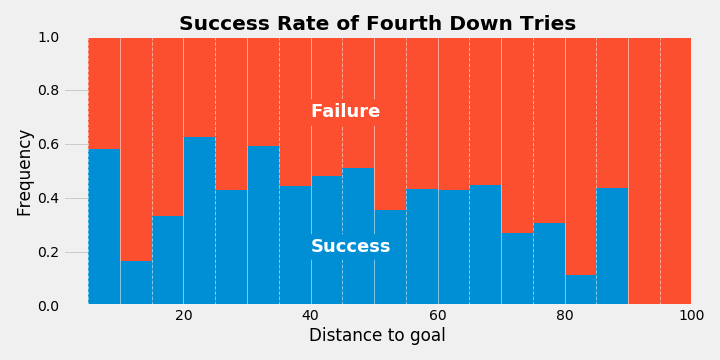 Success Rate of Fourth Down Tries
1.0
0.8
0.6
0.4
0.2
0.0
Frequency
Failure
Success
20 40 60 80 100
Distance to goal